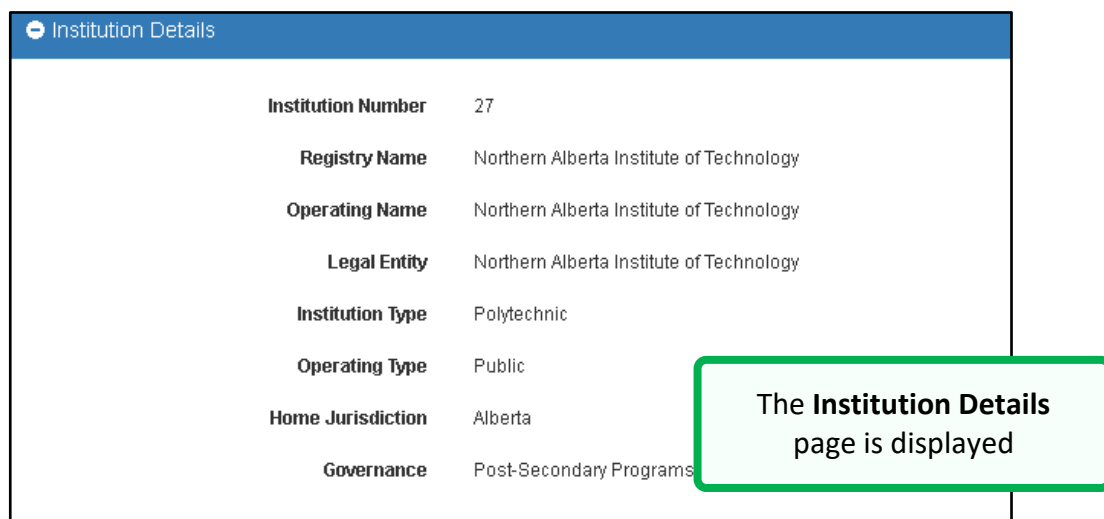 Institution Details
Institution Number 27
Registry Name Northern Alberta Institute of Technology
Operating Name Northern Alberta Institute of Technology
Legal Entity Northern Alberta Institute of Technology
Institution Type Polytechnic
Operating Type Public
Home Jurisdiction Alberta
Governance Post-Secondary Programs
The Institution Details
page is displayed